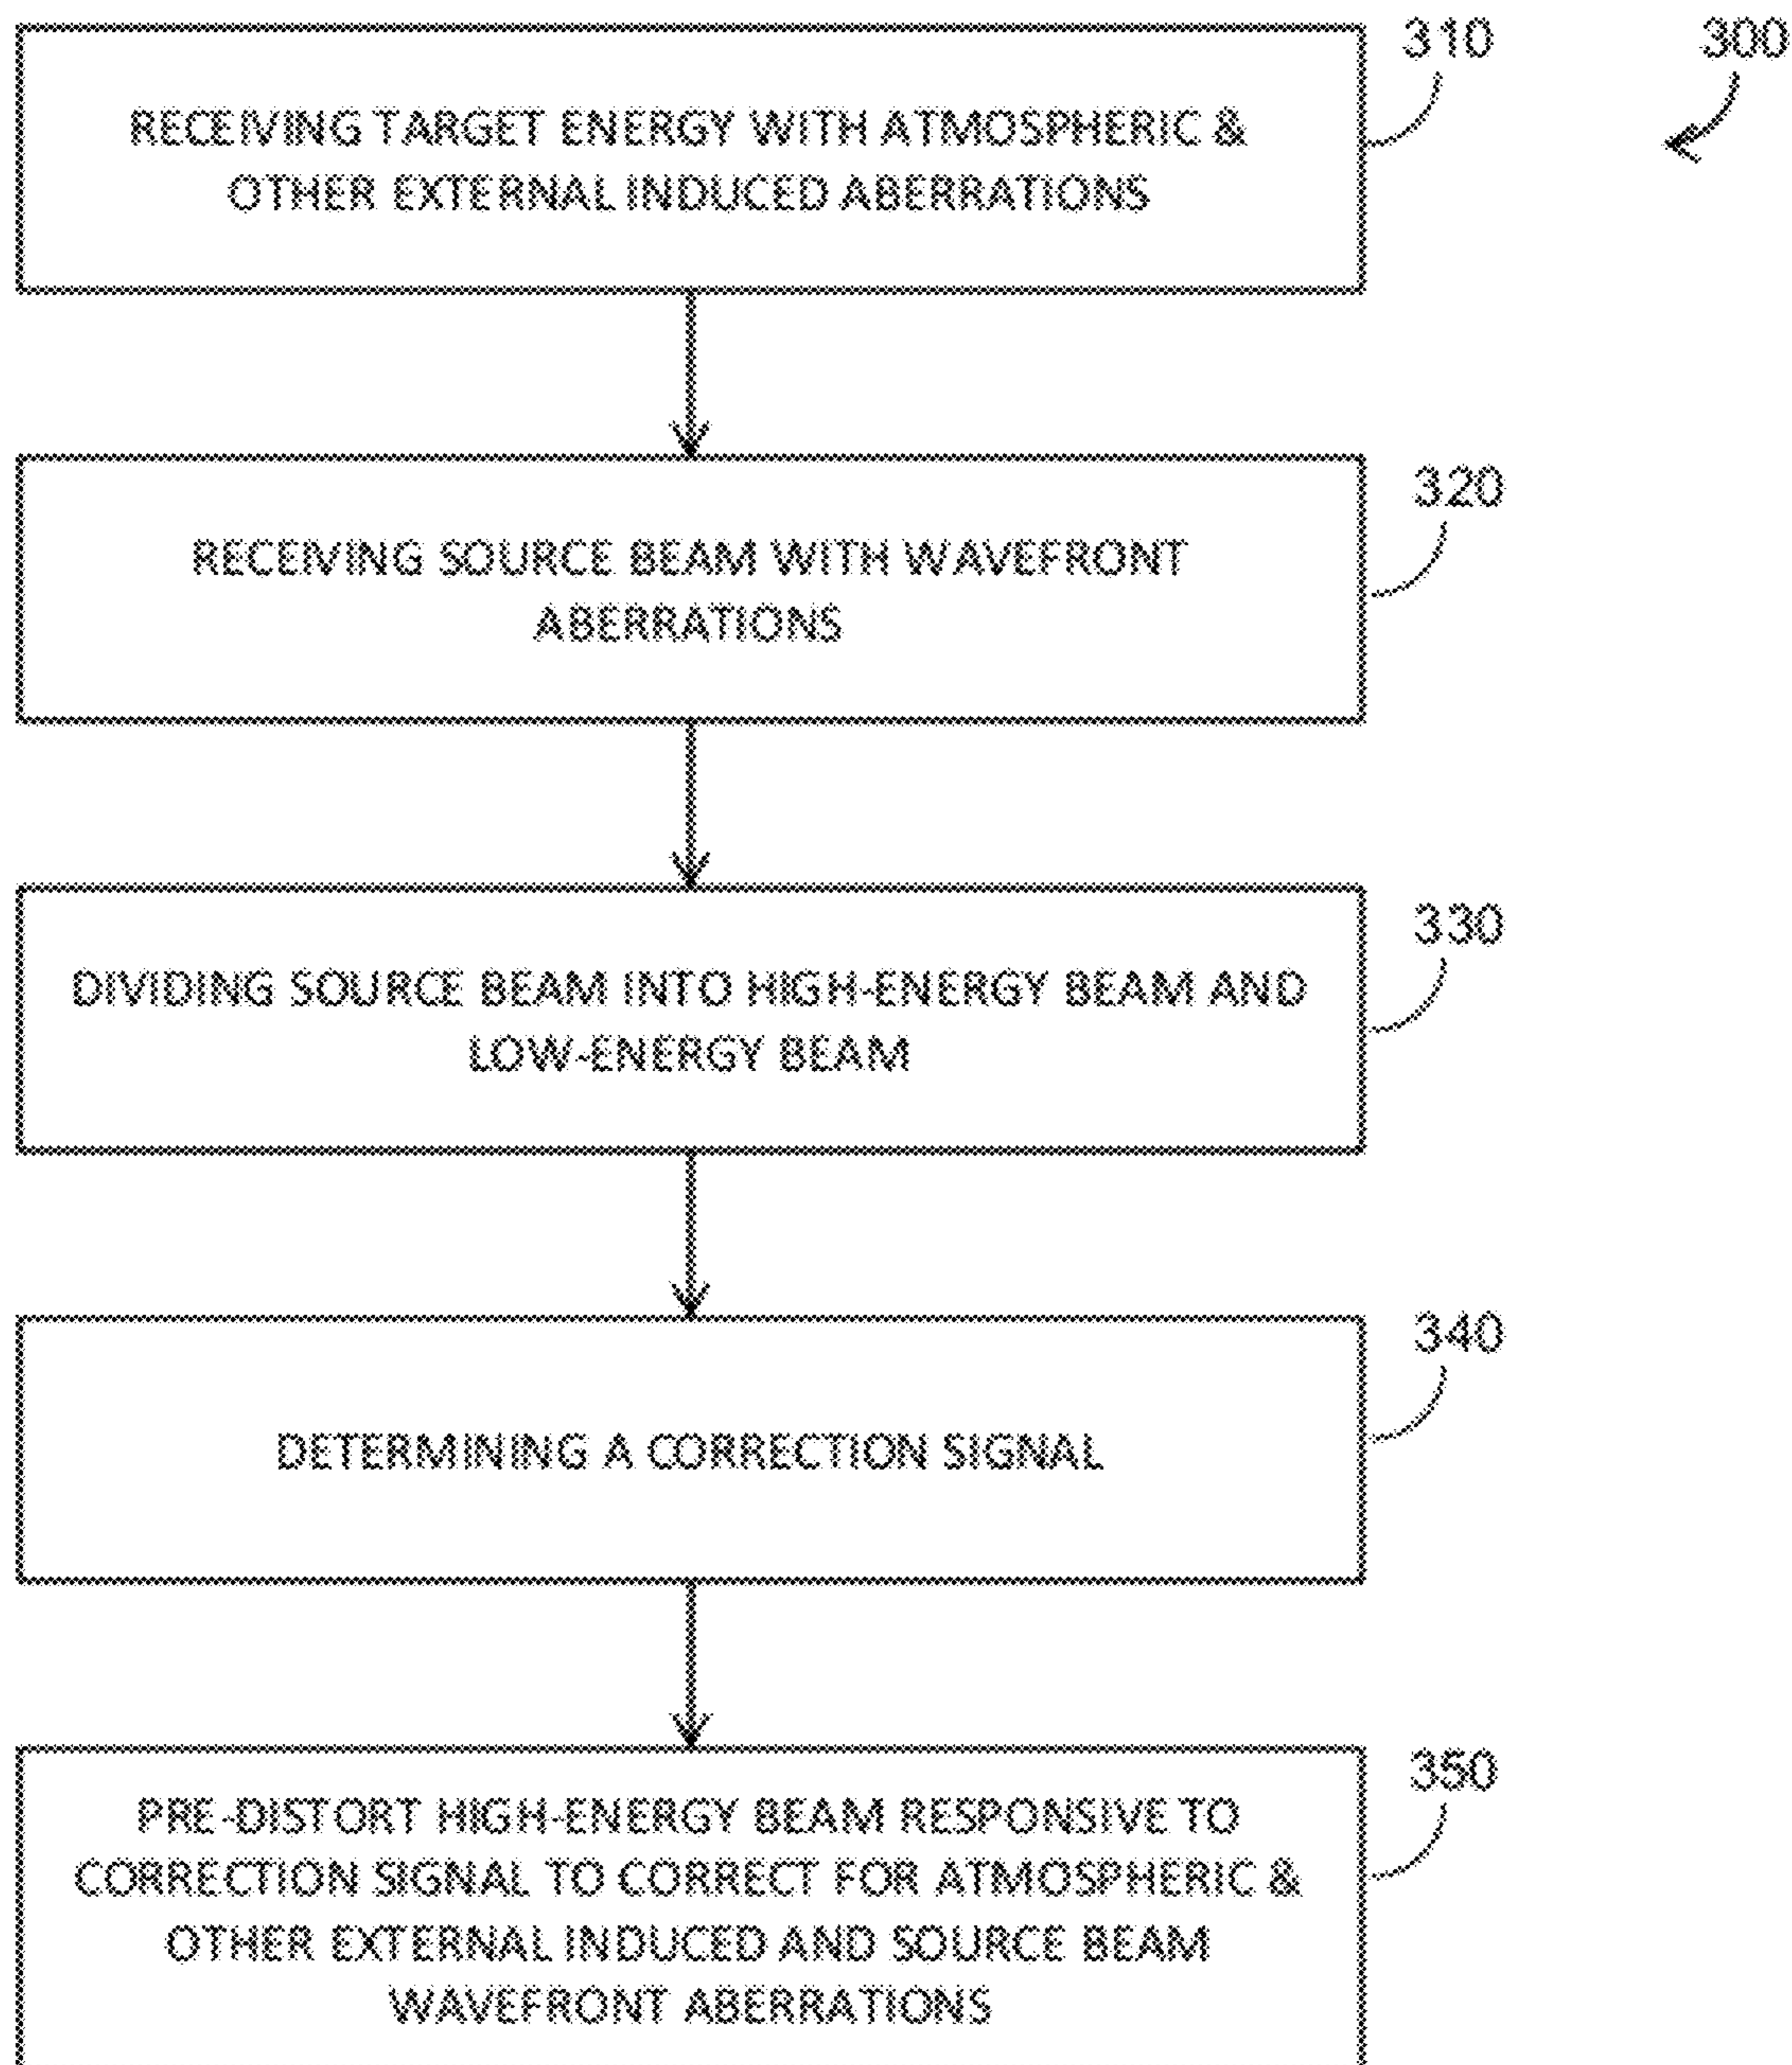 310
300
RECEIVING TARGET ENERGY WITH ATMOSPHERIC &
OTHER EXTERNAL INDUCED ABERRATIONS
320
RECEIVING SOURCE BEAM WITH WAVEFRONT
ABERRATIONS
330
DIVIDING SOURCE BEAM INTO HIGH-ENERGY BEAM AND
LOW-ENERGY BEAM
340
DETERMINING A CORRECTION SIGNAL
350
PRE-DISTORT HIGH-ENERGY BEAM RESPONSIVE TO
CORRECTION SIGNAL TO CORRECT FOR ATMOSPHERIC &
OTHER EXTERNAL INDUCED AND SOURCE BEAM
WAVEFRONT ABERRATIONS